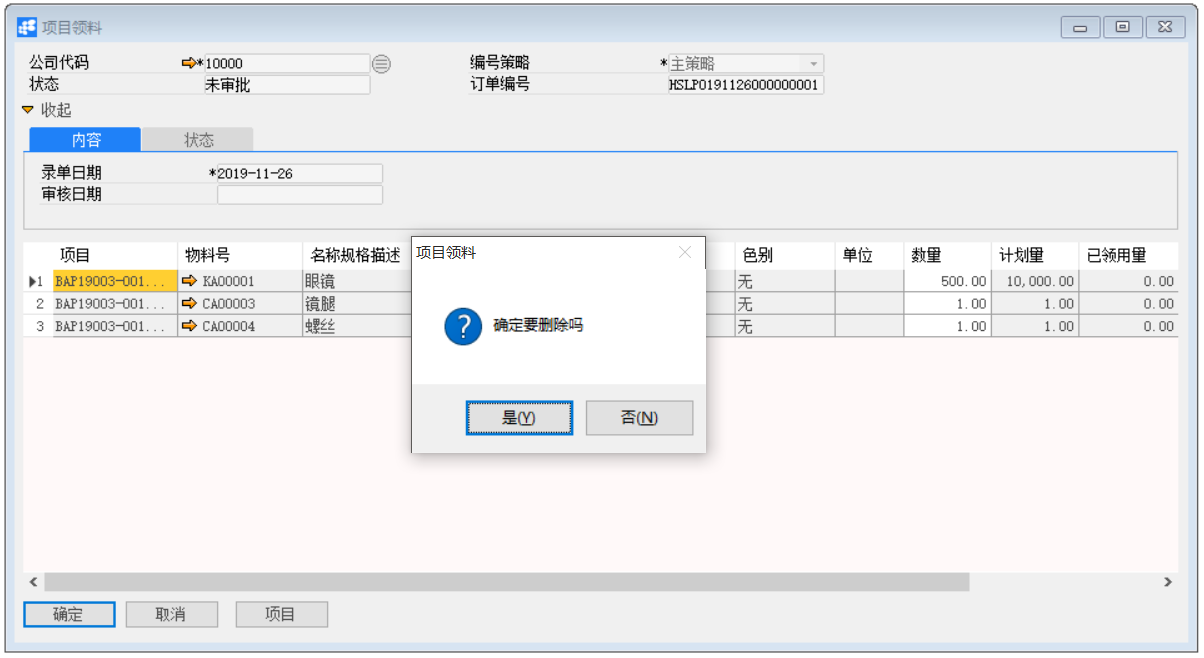 项目领料
公司代码 *10000 编号策略 *主策略
状态 未审批 订单编号 HSLP0191126000000001
收起
内容 状态
录单日期 *2019-11-26
审核日期
项目 物料号 名称规格描述 色别 单位 数量 计划量 已领用量
1 BAP19003-001... KA00001 眼镜 无 500.00 10,000.00 0.00
2 BAP19003-001... CA00003 镜腿 无 1.00 1.00 0.00
3 BAP19003-001... CA00004 螺丝 无 1.00 1.00 0.00
项目领料
确定要删除吗
是(Y) 否(N)
确定 取消 项目